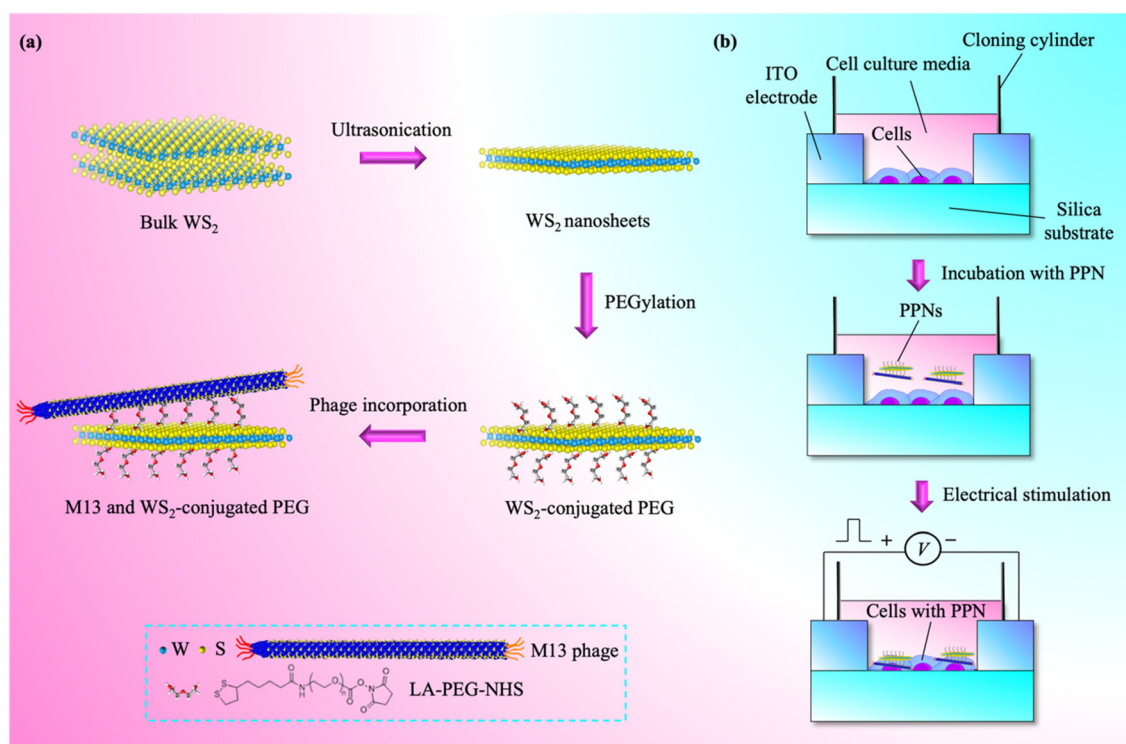 (a)
Ultrasonication
Bulk WS₂
WS₂ nanosheets
PEGylation
Phage incorporation
M13 and WS₂-conjugated PEG
WS₂-conjugated PEG
W S
M13 phage
S
S
O
N
H
O
n
O
O
O
N
O
O
LA-PEG-NHS
(b)
Cloning cylinder
Cell culture media
ITO
electrode
Cells
Silica
substrate
Incubation with PPN
PPNs
Electrical stimulation
+ V −
Cells with PPN